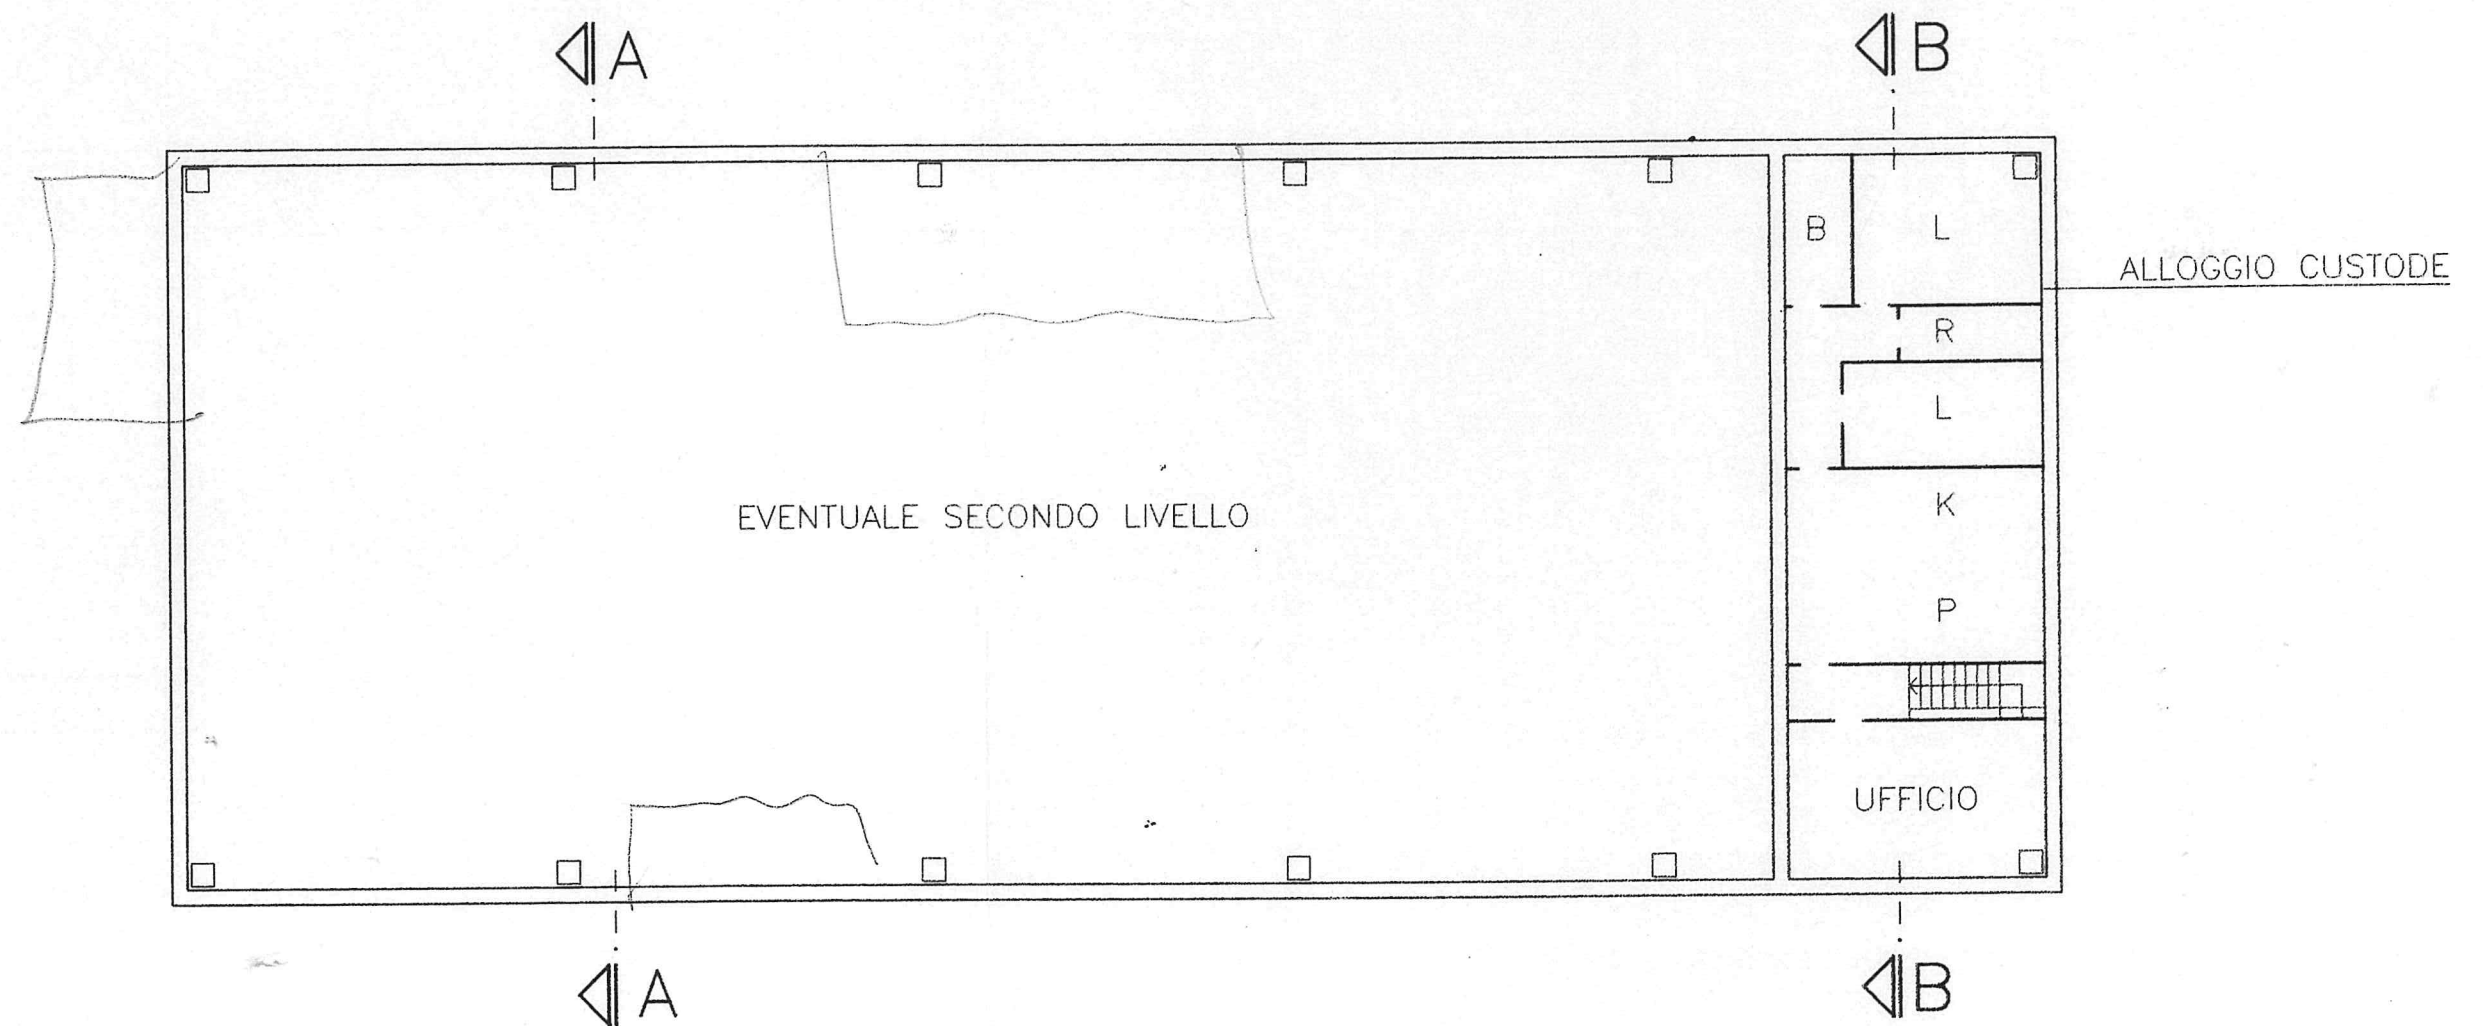 A
B
B
L
ALLOGGIO CUSTODE
R
L
K
EVENTUALE SECONDO LIVELLO
P
UFFICIO
A
B